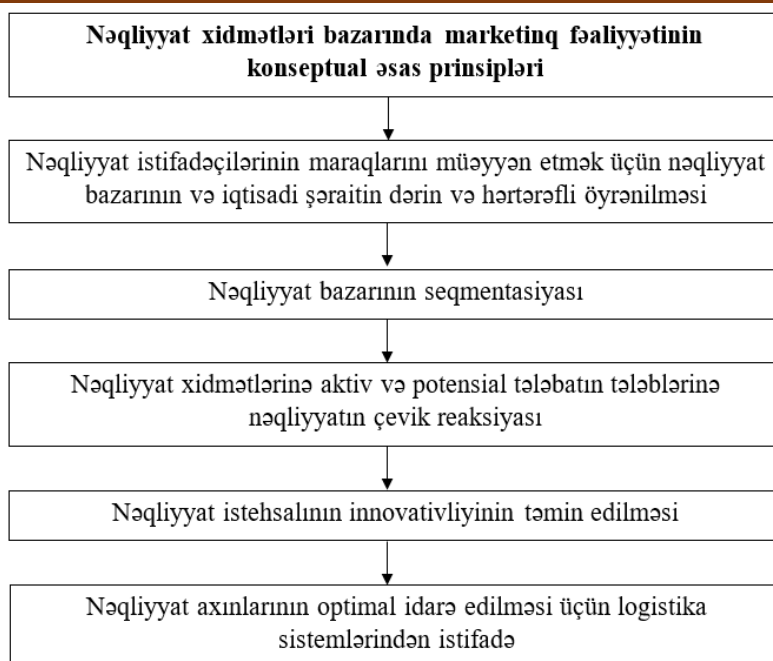 Nəqliyyat xidmətləri bazarında marketinq fəaliyyətinin
konseptual əsas prinsipləri
Nəqliyyat istifadəçilərinin maraqlarını müəyyən etmək üçün nəqliyyat
bazarının və iqtisadi şəraitin dərin və hərtərəfli öyrənilməsi
Nəqliyyat bazarının seqmentasiyası
Nəqliyyat xidmətlərinə aktiv və potensial tələbatın tələblərinə
nəqliyyatın çevik reaksiyası
Nəqliyyat istehsalının innovativliyinin təmin edilməsi
Nəqliyyat axınlarının optimal idarə edilməsi üçün logistika
sistemlərindən istifadə